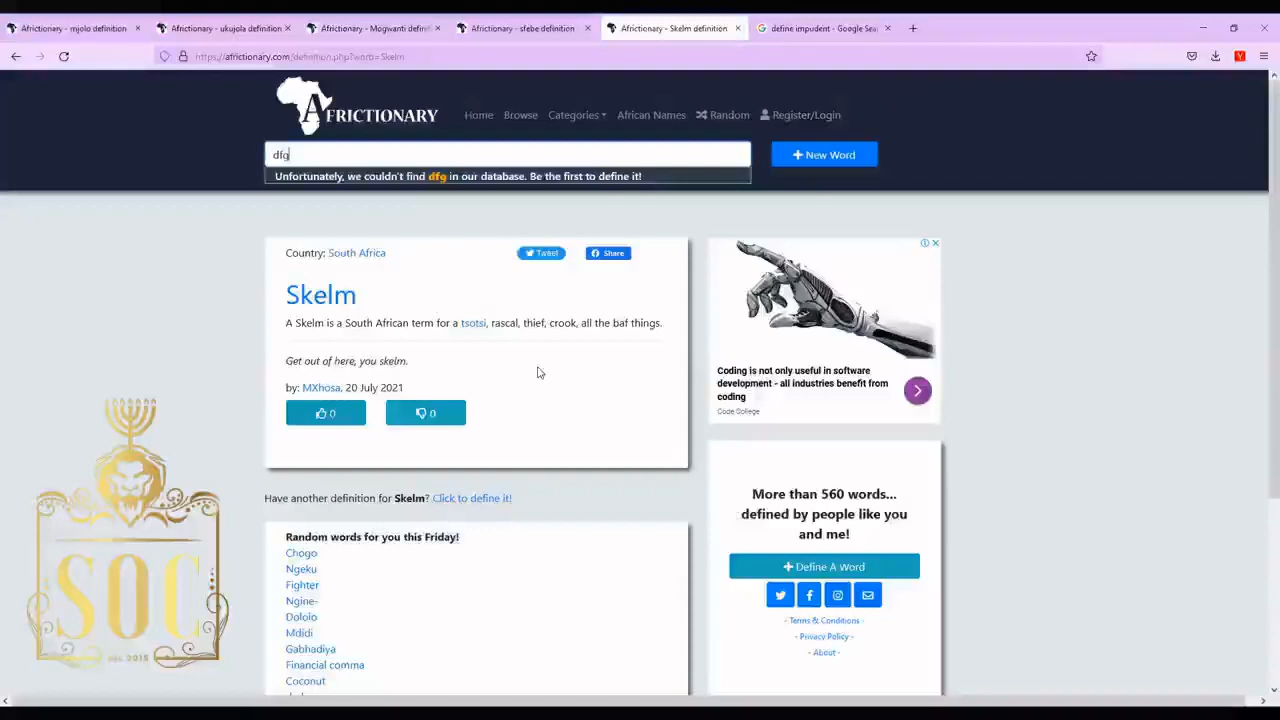 Africtionary - mjolo definition
Africtionary - ukujola definition
Africtionary - Mogwanti defini
Africtionary - sfebe definition
Africtionary - Skelm definition
define impudent - Google Sea
https://africtionary.com/definition.php?word=Skelm
AFRICTIONARY
Home Browse Categories African Names Random Register/Login
dfg
New Word
Unfortunately, we couldn't find dfg in our database. Be the first to define it!
Country: South Africa
Tweet
Share
Skelm
A Skelm is a South African term for a tsotsi, rascal, thief, crook, all the baf things.
Get out of here, you skelm.
by: MXhosa, 20 July 2021
0
0
Have another definition for Skelm? Click to define it!
Random words for you this Friday!
Chogo
Ngeku
Fighter
Ngine-
Dololo
Mdidi
Gabhadiya
Financial comma
Coconut
Coding is not only useful in software
development - all industries benefit from
coding
Code College
More than 560 words...
defined by people like you
and me!
Define A Word
- Terms & Conditions -
- Privacy Policy -
- About -
SOC
2015